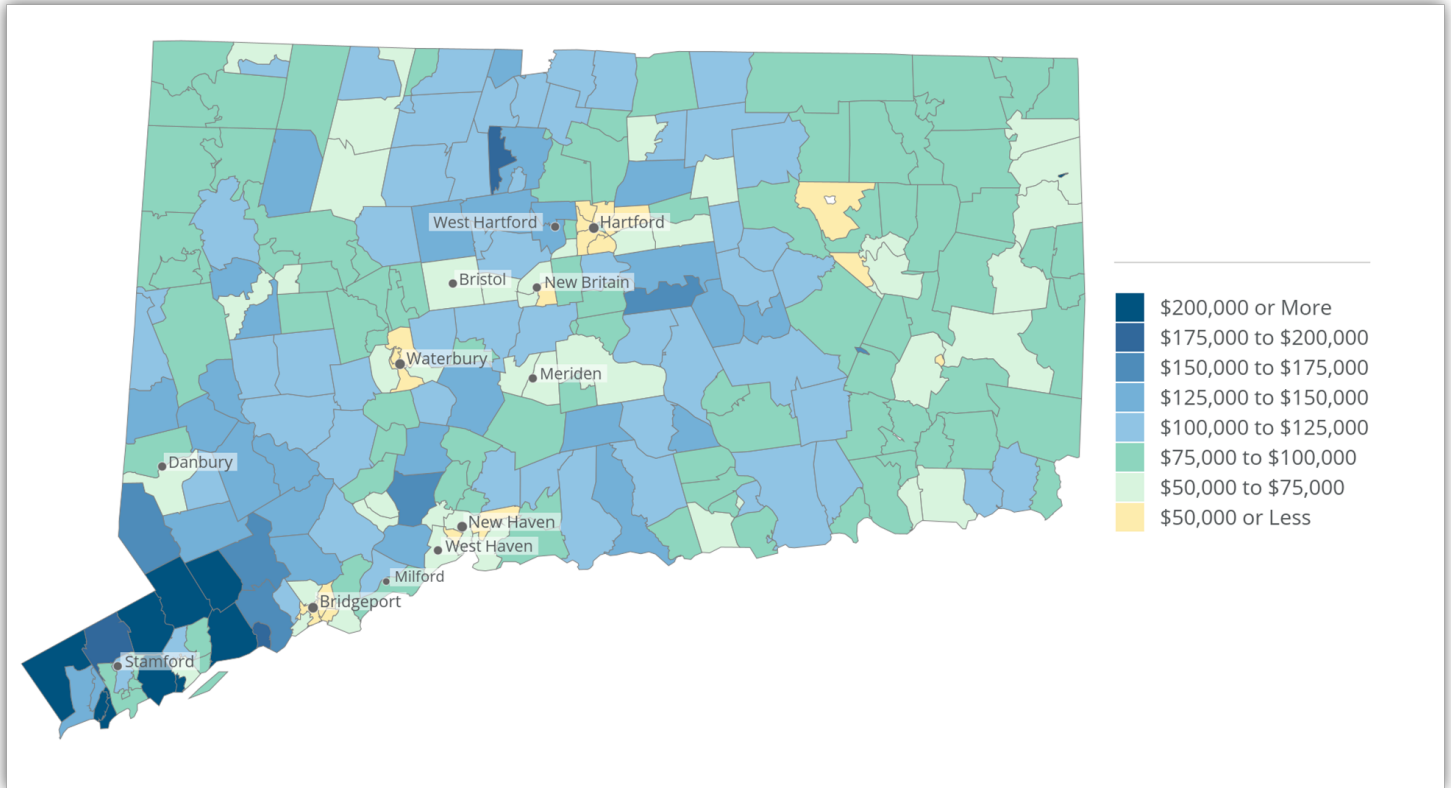 West Hartford
Hartford
Bristol
New Britain
Waterbury
Meriden
Danbury
New Haven
West Haven
Milford
Bridgeport
Stamford
$200,000 or More
$175,000 to $200,000
$150,000 to $175,000
$125,000 to $150,000
$100,000 to $125,000
$75,000 to $100,000
$50,000 to $75,000
$50,000 or Less